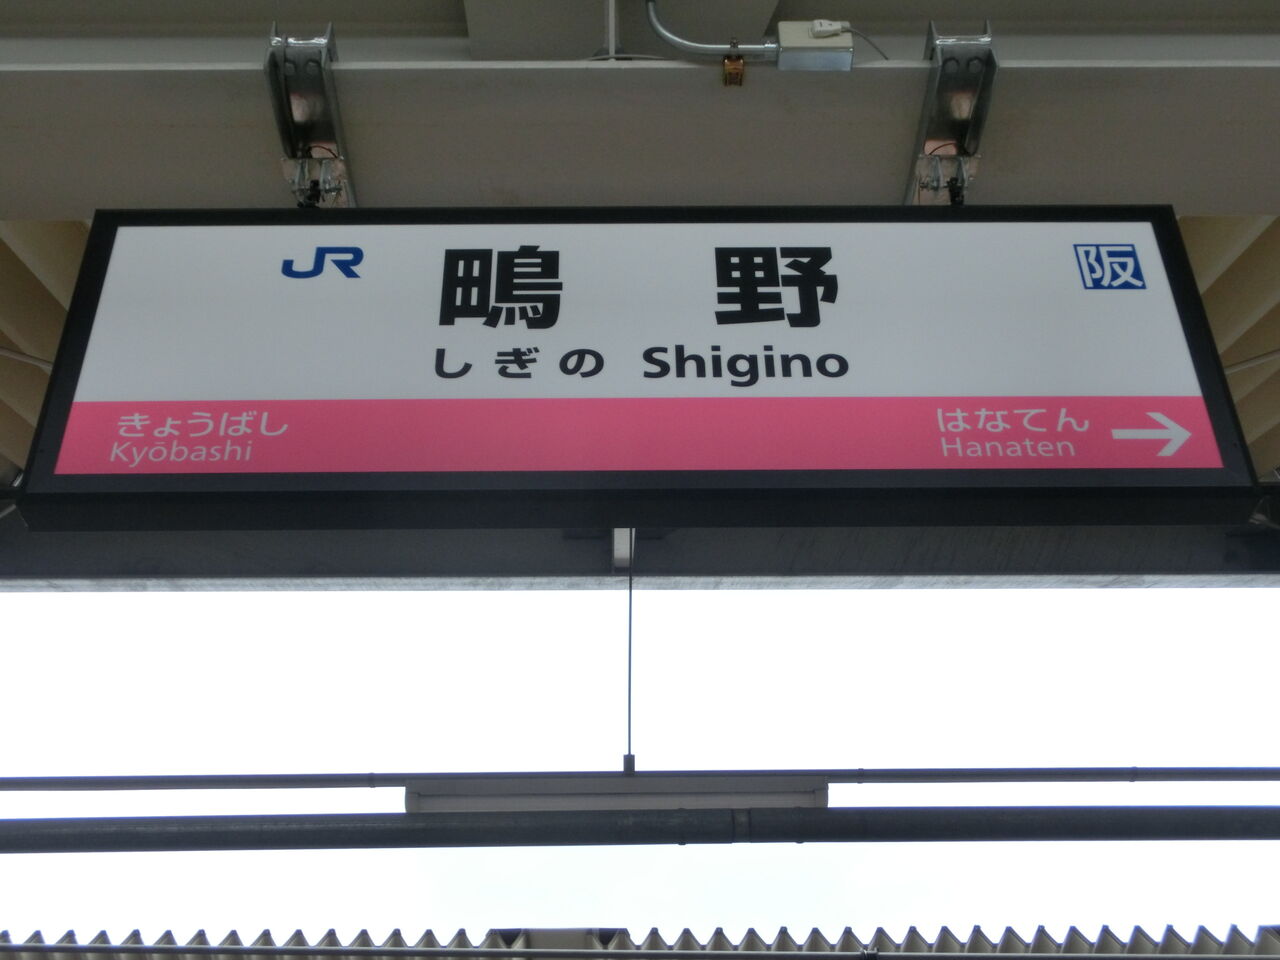 JR
鴫野
阪
しぎの Shigino
きょうばし
Kyōbashi
はなてん
Hanaten